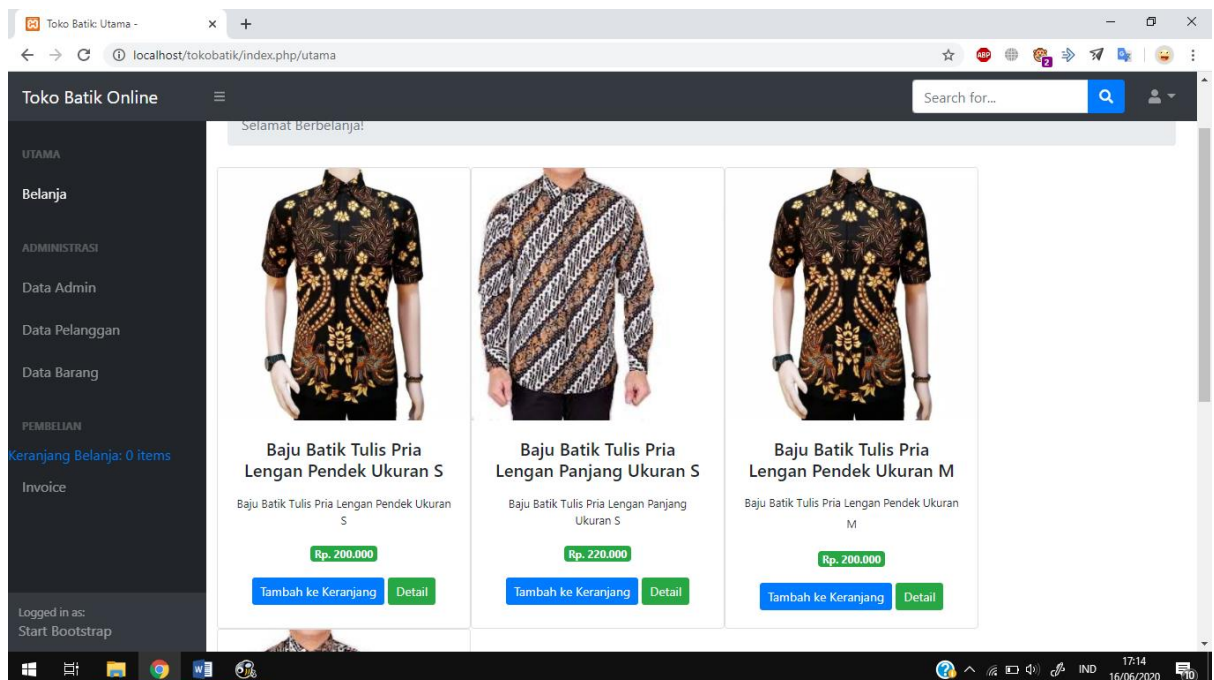 Toko Batik: Utama -
localhost/tokobatik/index.php/utama
ABP
2
Toko Batik Online
Search for...
Selamat Berbelanja!
UTAMA
Belanja
ADMINISTRASI
Data Admin
Data Pelanggan
Data Barang
PEMBELIAN
Keranjang Belanja: 0 items
Invoice
Logged in as:
Start Bootstrap
Baju Batik Tulis Pria
Lengan Pendek Ukuran S
Baju Batik Tulis Pria Lengan Pendek Ukuran
S
Rp. 200.000
Tambah ke Keranjang Detail
Baju Batik Tulis Pria
Lengan Panjang Ukuran S
Baju Batik Tulis Pria Lengan Panjang
Ukuran S
Rp. 220.000
Tambah ke Keranjang Detail
Baju Batik Tulis Pria
Lengan Pendek Ukuran M
Baju Batik Tulis Pria Lengan Pendek Ukuran
M
Rp. 200.000
Tambah ke Keranjang Detail
IND
17:14
16/06/2020
10